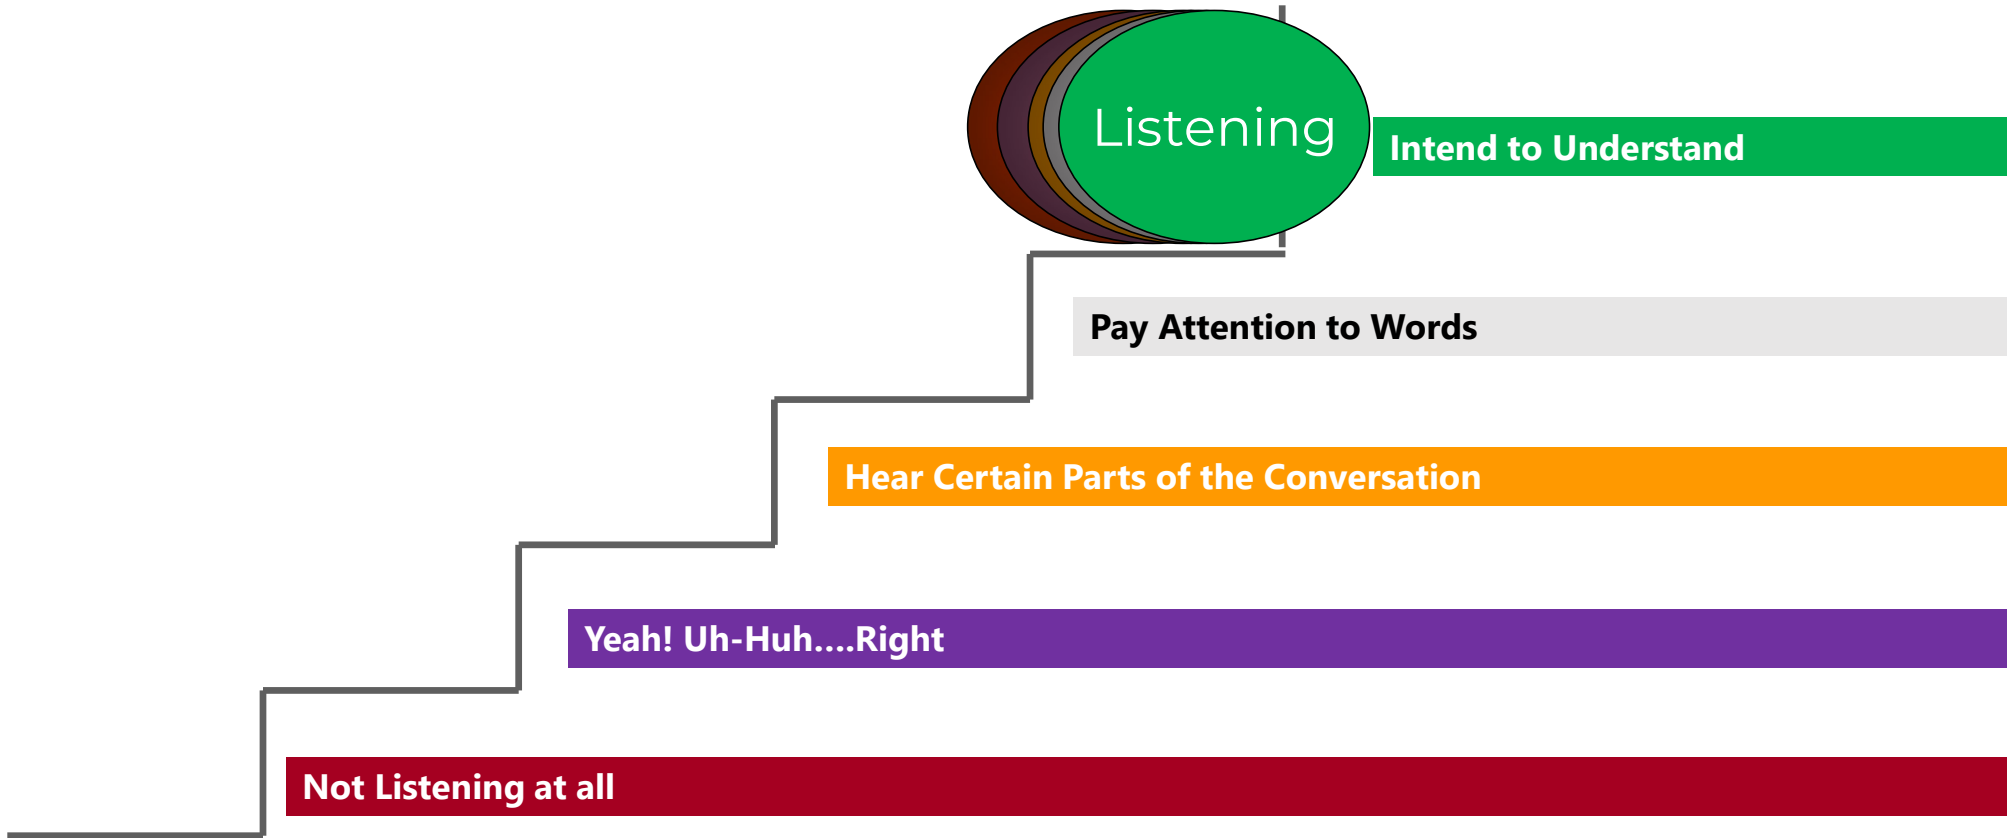 Listening
Intend to Understand
Pay Attention to Words
Hear Certain Parts of the Conversation
Yeah! Uh-Huh....Right
Not Listening at all